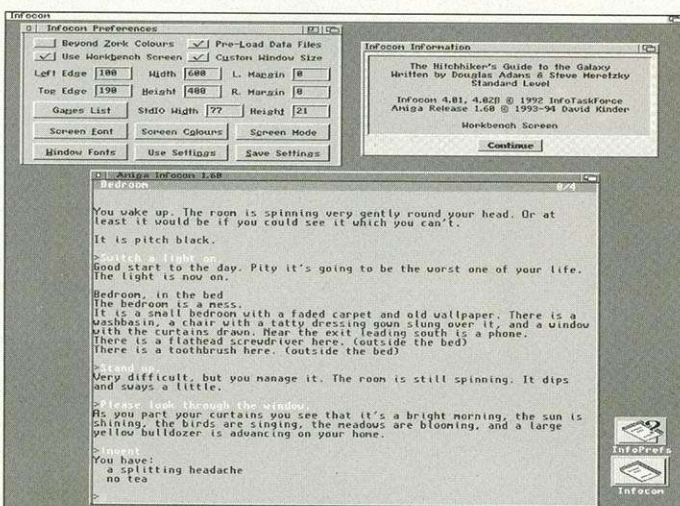 Infocom
Infocom Preferences
Beyond Zork Colours
Pre-Load Data Files
Use Workbench Screen
Custom Window Size
Left Edge 100 Width 600 L. Margin 0
Top Edge 190 Height 400 R. Margin 0
Games List StdIO Width 77 Height 21
Screen Font Screen Colours Screen Mode
Window Fonts Use Settings Save Settings
Infocom Information
The Hitchhiker's Guide to the Galaxy
Written by Douglas Adams & Steve Meretzky
Standard Level
Infocom 4.01, 4.02β © 1992 InfoTaskForce
Amiga Release 1.60 © 1993-94 David Kinder
Workbench Screen
Continue
Amiga Infocom 1.60
Bedroom 0/4
You wake up. The room is spinning very gently round your head. Or at
least it would be if you could see it which you can't.
It is pitch black.
>Switch a light on.
Good start to the day. Pity it's going to be the worst one of your life.
The light is now on.
Bedroom, in the bed
The bedroom is a mess.
It is a small bedroom with a faded carpet and old wallpaper. There is a
washbasin, a chair with a tatty dressing gown slung over it, and a window
with the curtains drawn. Near the exit leading south is a phone.
There is a flathead screwdriver here. (outside the bed)
There is a toothbrush here. (outside the bed)
>Stand up.
Very difficult, but you manage it. The room is still spinning. It dips
and sways a little.
>Please look through the window.
As you part your curtains you see that it's a bright morning, the sun is
shining, the birds are singing, the meadows are blooming, and a large
yellow bulldozer is advancing on your home.
>Invent
You have:
a splitting headache
no tea
>
InfoPrefs
Infocom